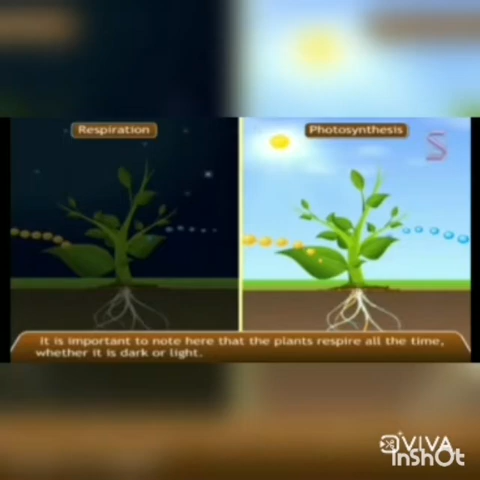 Respiration
Photosynthesis
S
It is important to note here that the plants respire all the time,
whether it is dark or light.
VIVA
InShOt